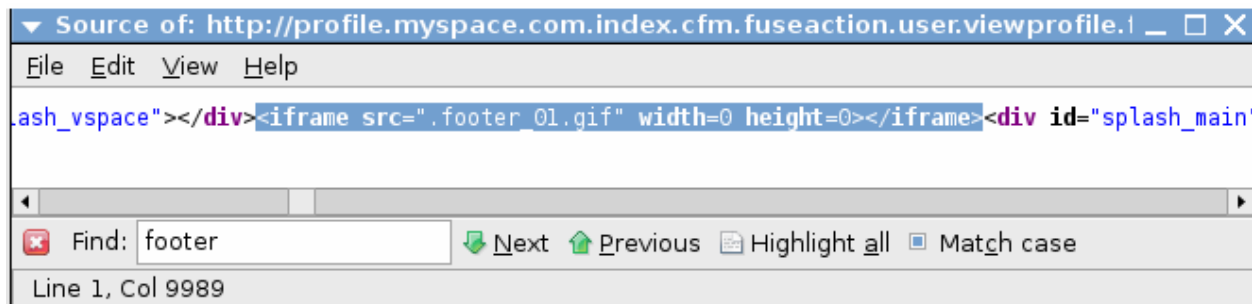 Source of: http://profile.myspace.com.index.cfm.fuseaction.user.viewprofile.
File Edit View Help
ash_vspace"></div><iframe src=".footer_01.gif" width=0 height=0></iframe><div id="splash_main"
Find: footer Next Previous Highlight all Match case
Line 1, Col 9989